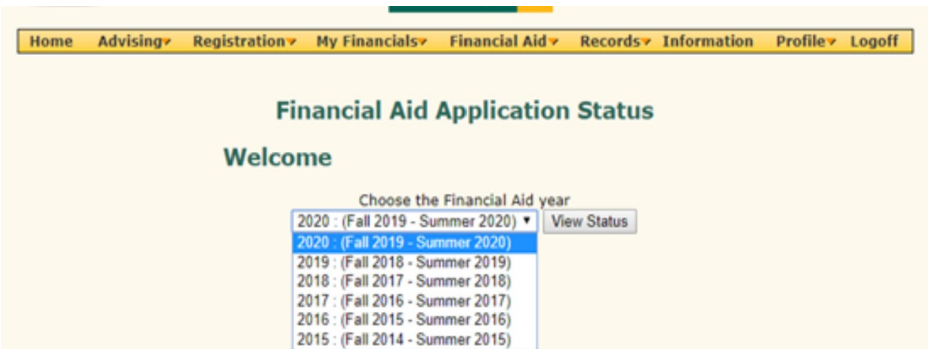 Home Advising Registration My Financials Financial Aid Records Information Profile Logoff
Financial Aid Application Status
Welcome
Choose the Financial Aid year
2020 : (Fall 2019 - Summer 2020) View Status
2020 : (Fall 2019 - Summer 2020)
2019 : (Fall 2018 - Summer 2019)
2018 : (Fall 2017 - Summer 2018)
2017 : (Fall 2016 - Summer 2017)
2016 : (Fall 2015 - Summer 2016)
2015 : (Fall 2014 - Summer 2015)